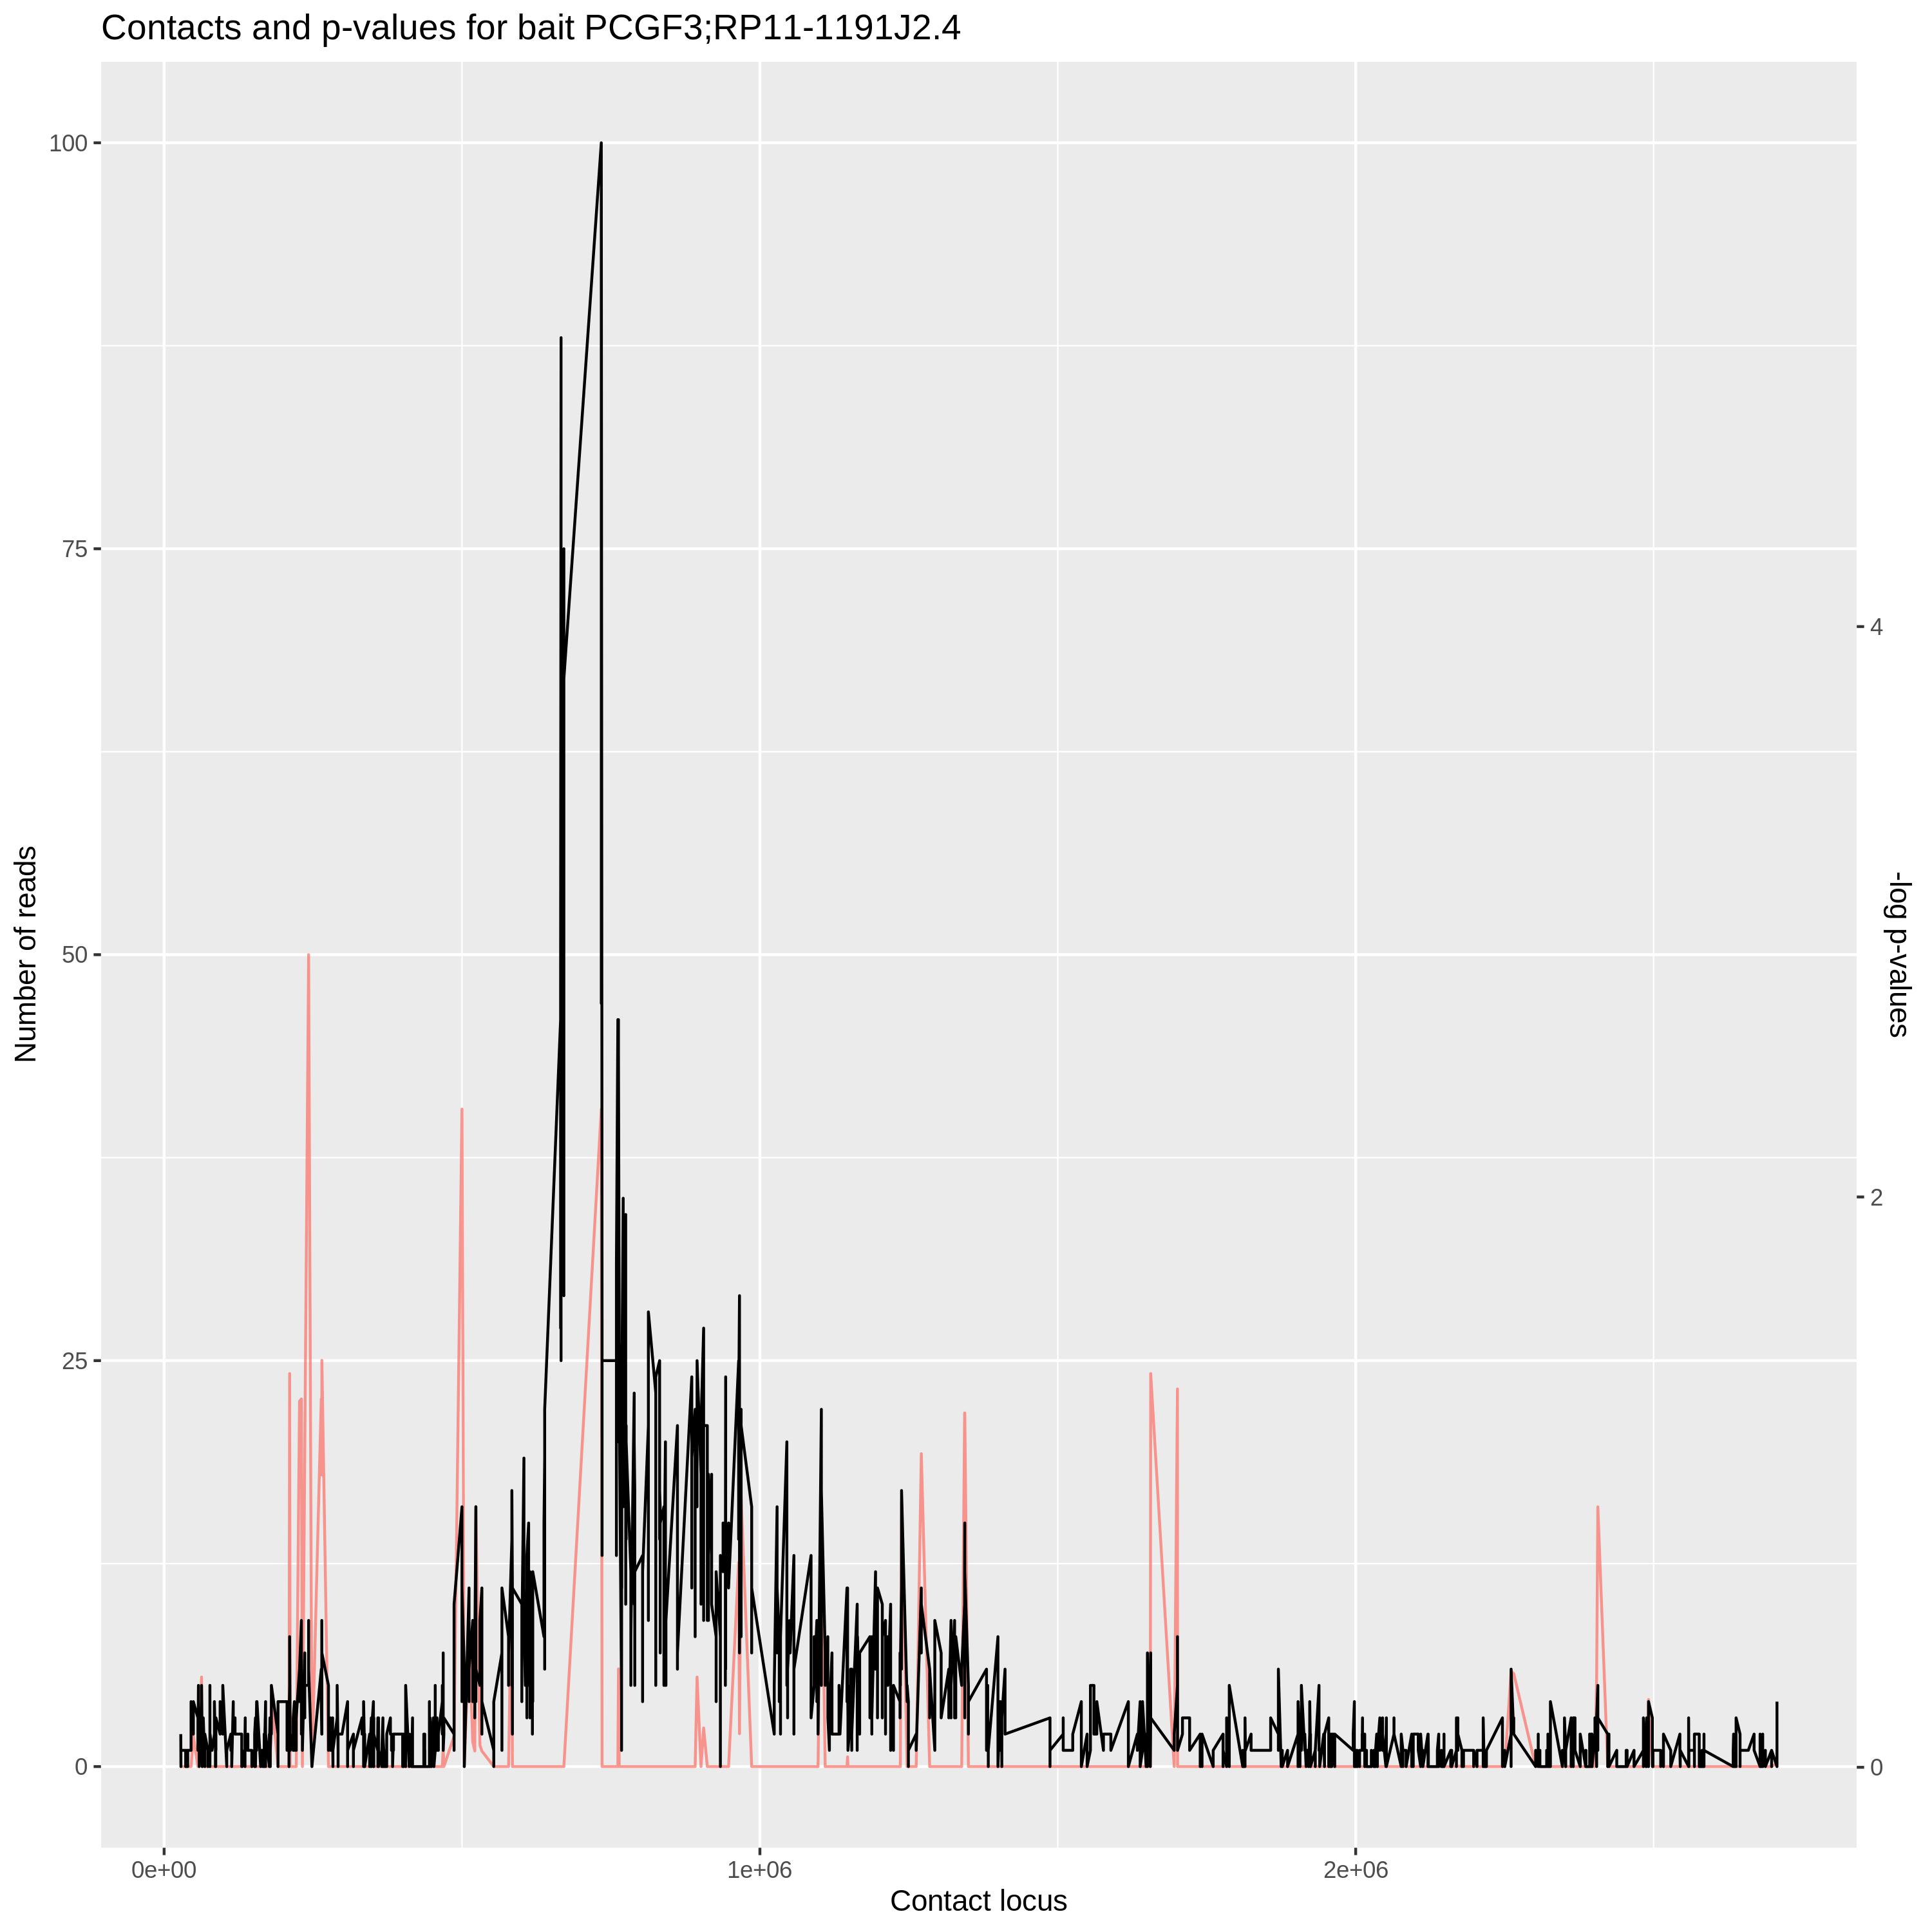 Contacts and p-values for bait PCGF3;RP11-1191J2.4
100
75
50
25
0
Number of reads
4
2
0
-log p-values
0e+00
1e+06
2e+06
Contact locus